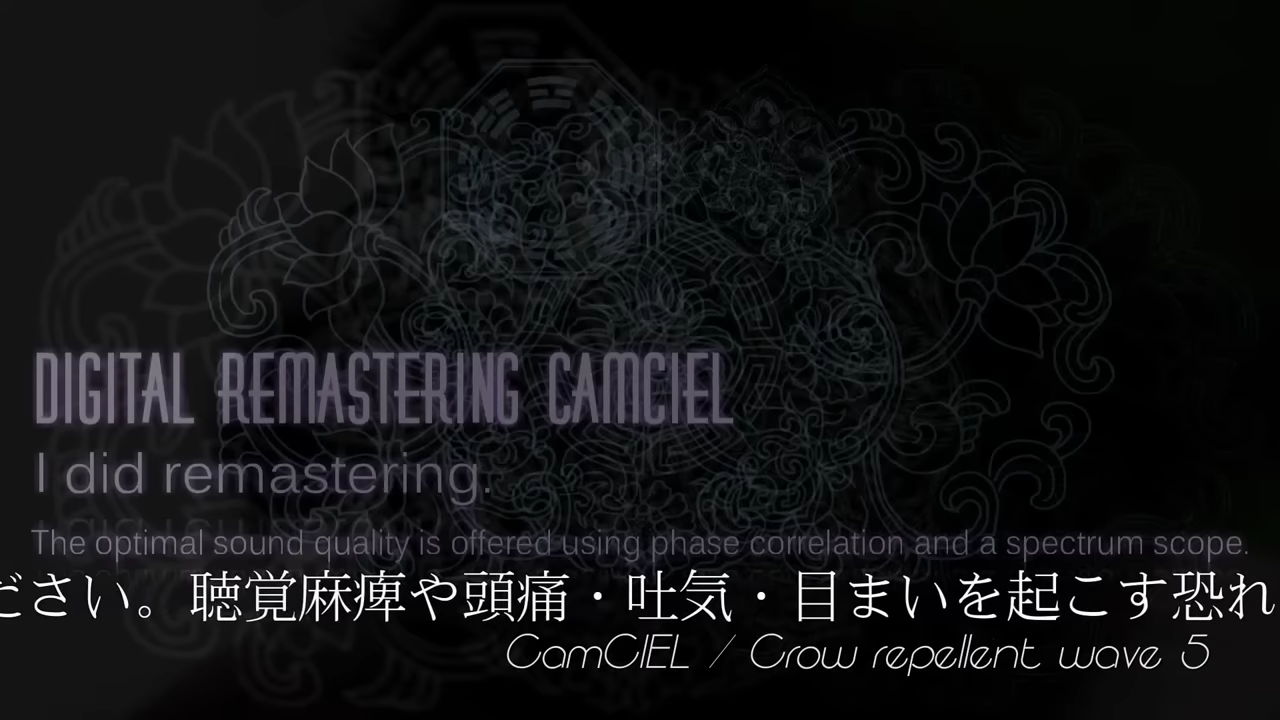 DIGITAL REMASTERING CAMCIEL
I did remastering.
The optimal sound quality is offered using phase correlation and a spectrum scope.
ださい。聴覚麻痺や頭痛・吐気・目まいを起こす恐れ
CamCIEL / Crow repellent wave 5